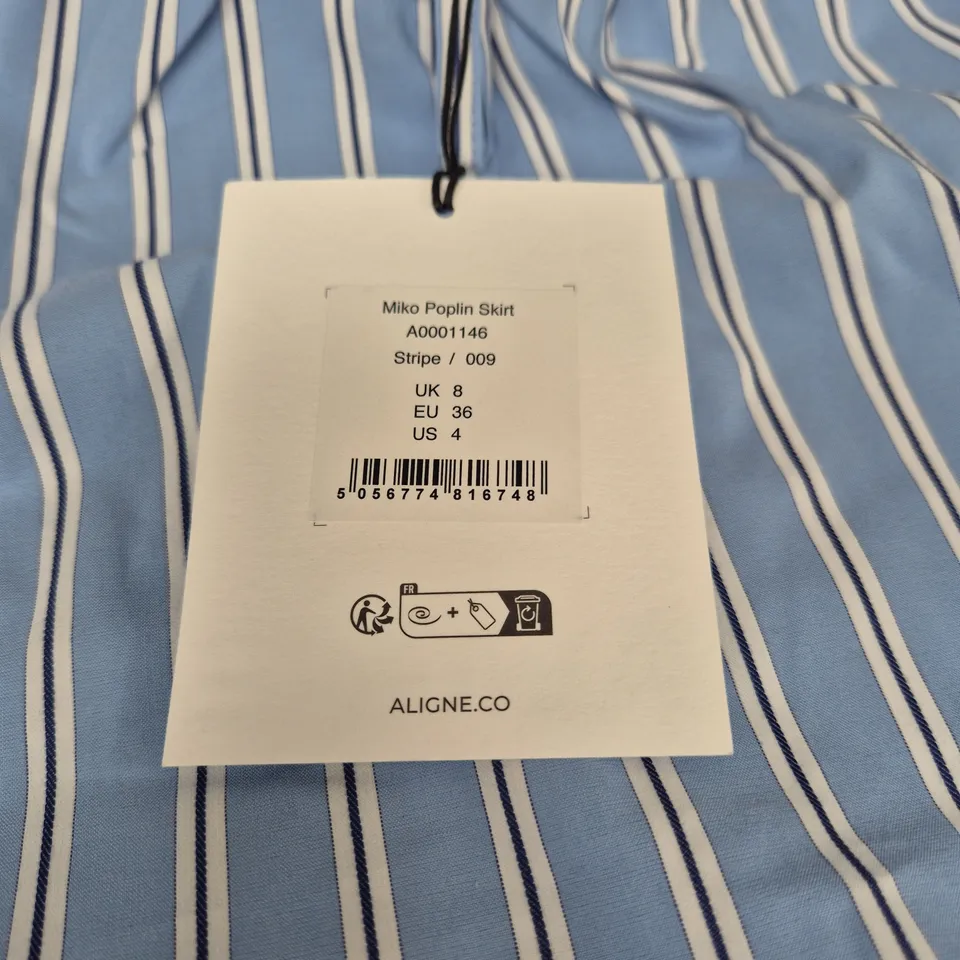 Miko Poplin Skirt
A0001146
Stripe / 009
UK 8
EU 36
US 4
5 056774 816748
FR
+
ALIGNE.CO